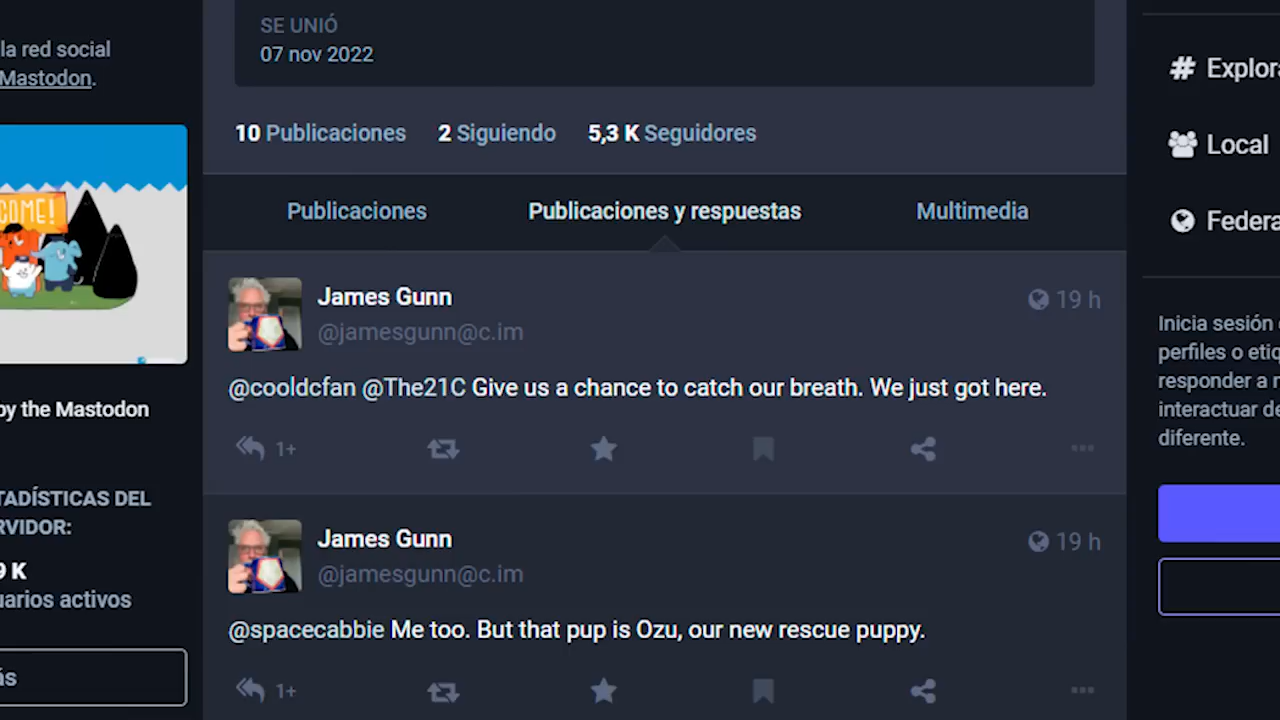 la red social
Mastodon.
COME!
by the Mastodon
TADÍSTICAS DEL
RVIDOR:
9 K
uarios activos
ás
SE UNIÓ
07 nov 2022
10 Publicaciones 2 Siguiendo 5,3 K Seguidores
Publicaciones Publicaciones y respuestas Multimedia
James Gunn 19 h
@jamesgunn@c.im
@cooldcfan @The21C Give us a chance to catch our breath. We just got here.
1+
James Gunn 19 h
@jamesgunn@c.im
@spacecabbie Me too. But that pup is Ozu, our new rescue puppy.
1+
# Explora
Local
Federa
Inicia sesión
perfiles o etiq
responder a
interactuar de
diferente.